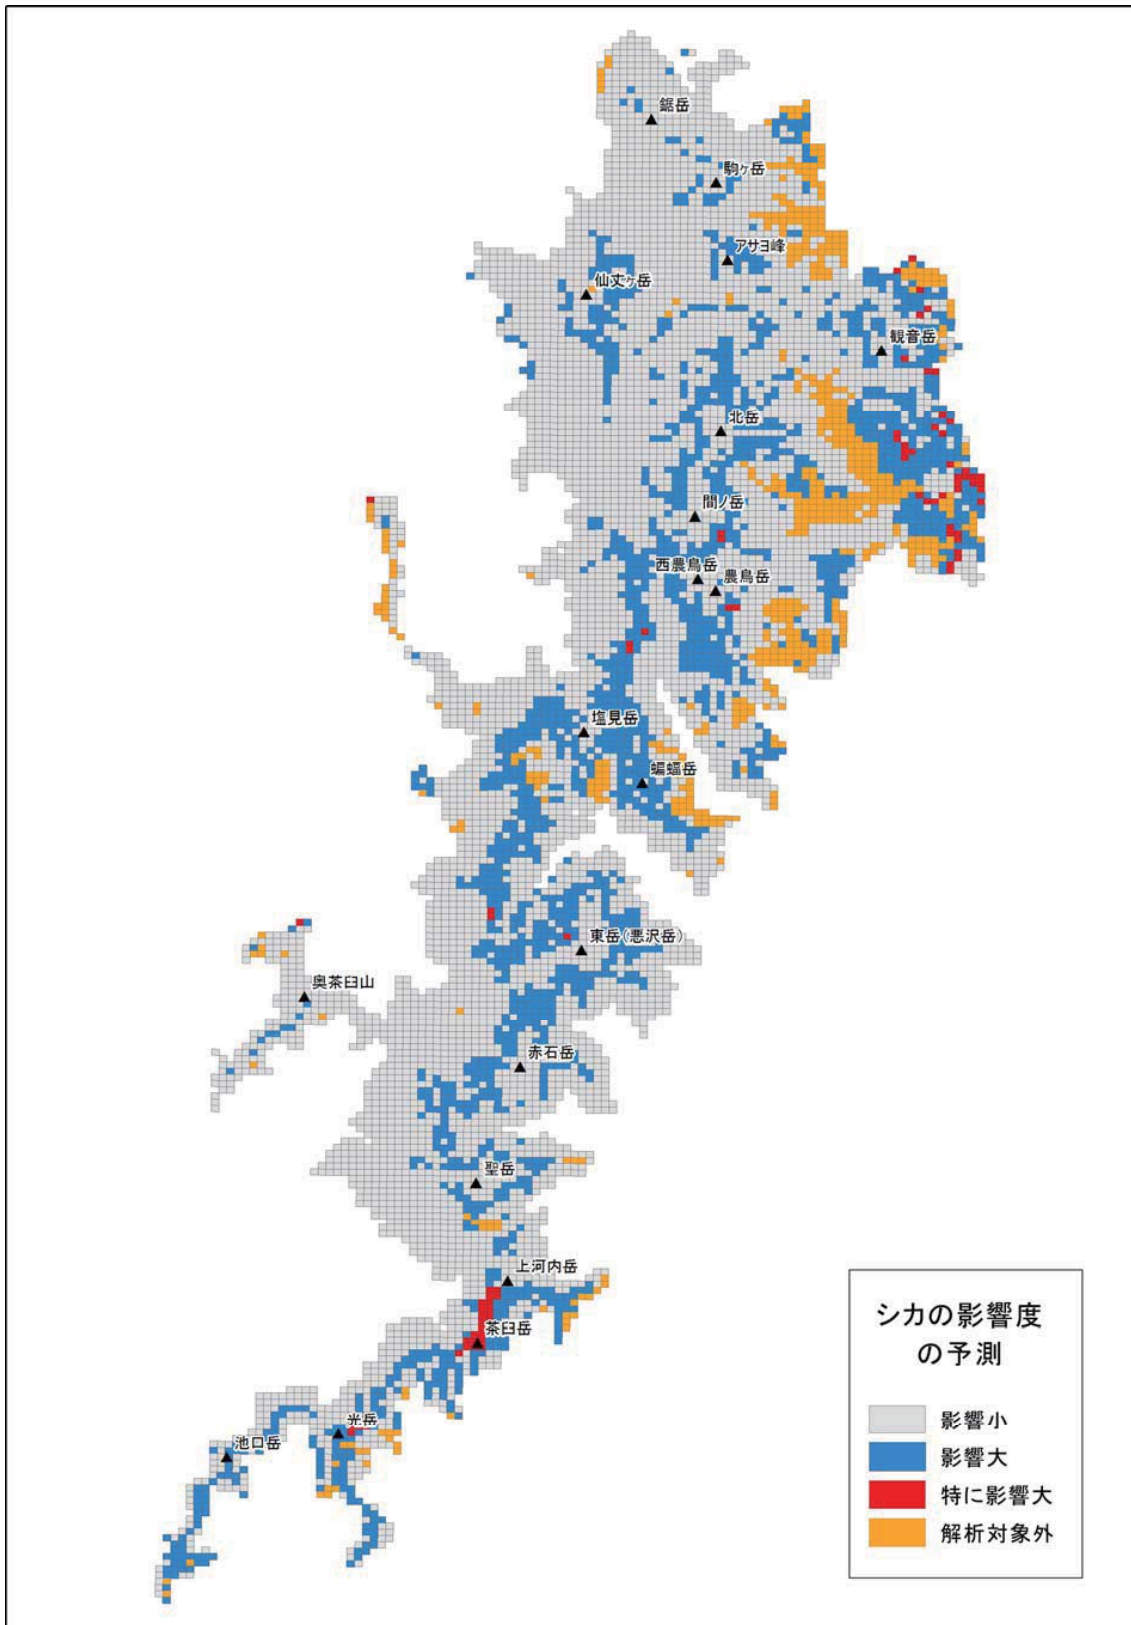 鋸岳
駒ヶ岳
アサヨ峰
仙丈ヶ岳
観音岳
北岳
間ノ岳
西農鳥岳
農鳥岳
塩見岳
蝙蝠岳
東岳(悪沢岳)
奥茶臼山
赤石岳
聖岳
上河内岳
茶臼岳
光岳
池口岳
シカの影響度
の予測
影響小
影響大
特に影響大
解析対象外